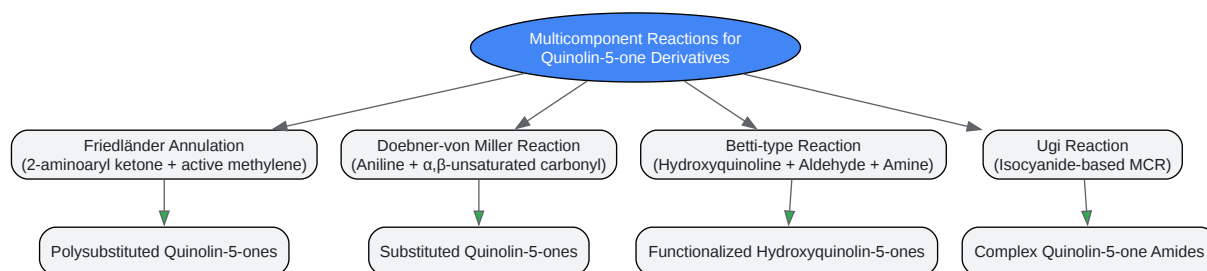 Multicomponent Reactions for
Quinolin-5-one Derivatives
Friedländer Annulation
(2-aminoaryl ketone + active methylene)
Doebner-von Miller Reaction
(Aniline + α,β-unsaturated carbonyl)
Betti-type Reaction
(Hydroxyquinoline + Aldehyde + Amine)
Ugi Reaction
(Isocyanide-based MCR)
Polysubstituted Quinolin-5-ones
Substituted Quinolin-5-ones
Functionalized Hydroxyquinolin-5-ones
Complex Quinolin-5-one Amides